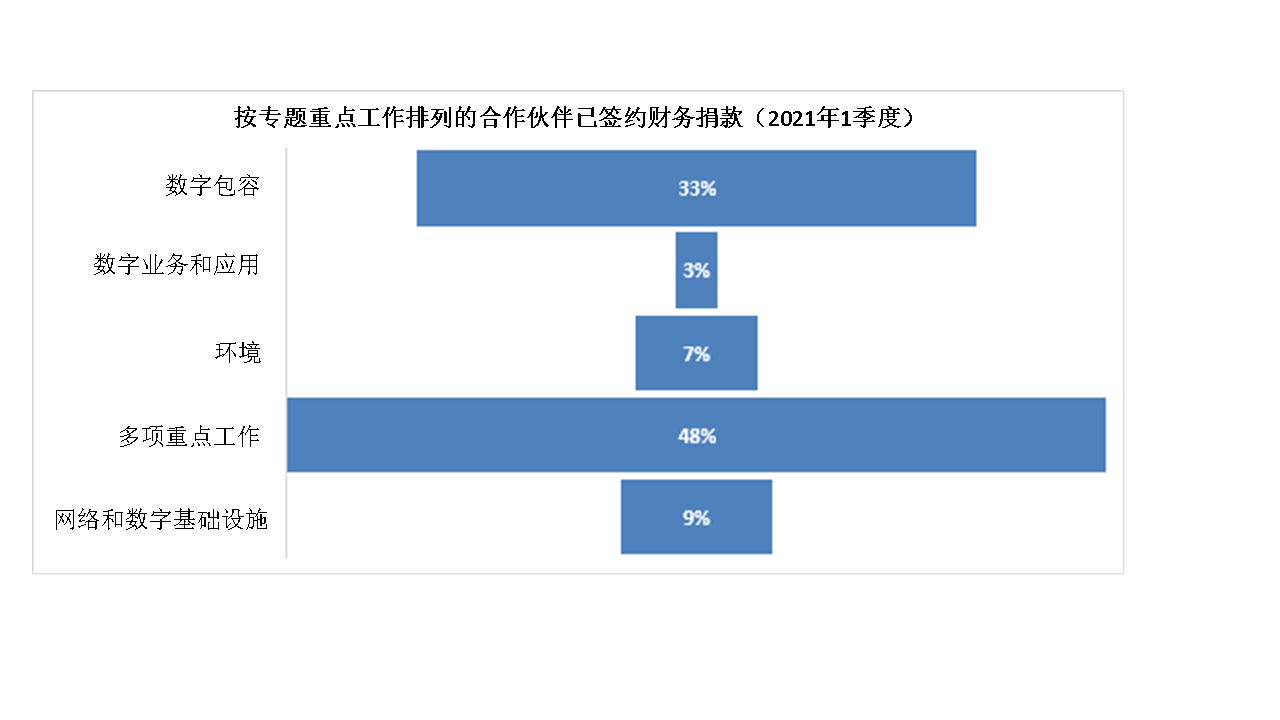 按专题重点工作排列的合作伙伴已签约财务捐款（2021年1季度）
数字包容
33%
数字业务和应用
3%
环境
7%
多项重点工作
48%
网络和数字基础设施
9%